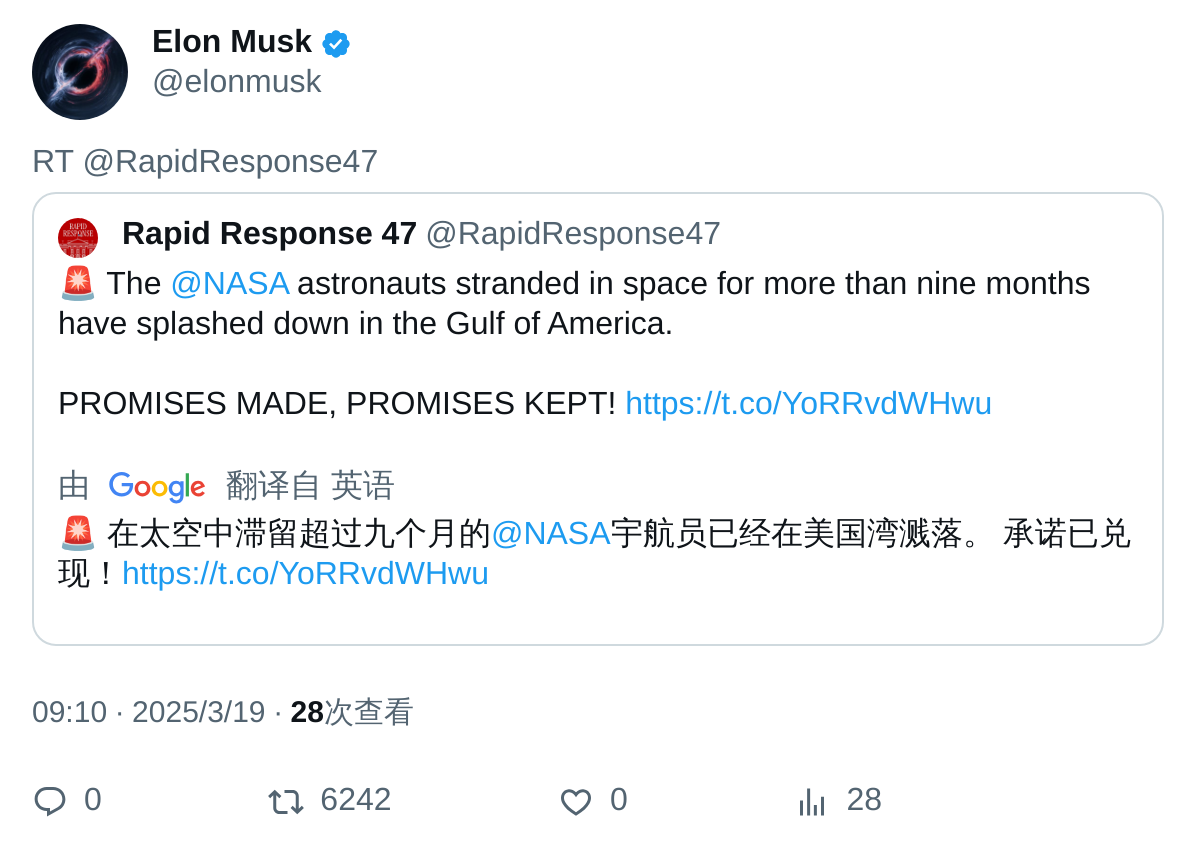 Elon Musk
@elonmusk
RT @RapidResponse47
RAPID
RESPONSE
Rapid Response 47 @RapidResponse47
🚨 The @NASA astronauts stranded in space for more than nine months
have splashed down in the Gulf of America.
PROMISES MADE, PROMISES KEPT! https://t.co/YoRRvdWHwu
由 Google 翻译自 英语
🚨 在太空中滞留超过九个月的@NASA宇航员已经在美国湾溅落。 承诺已兑
现！https://t.co/YoRRvdWHwu
09:10 · 2025/3/19 · 28次查看
0 6242 0 28